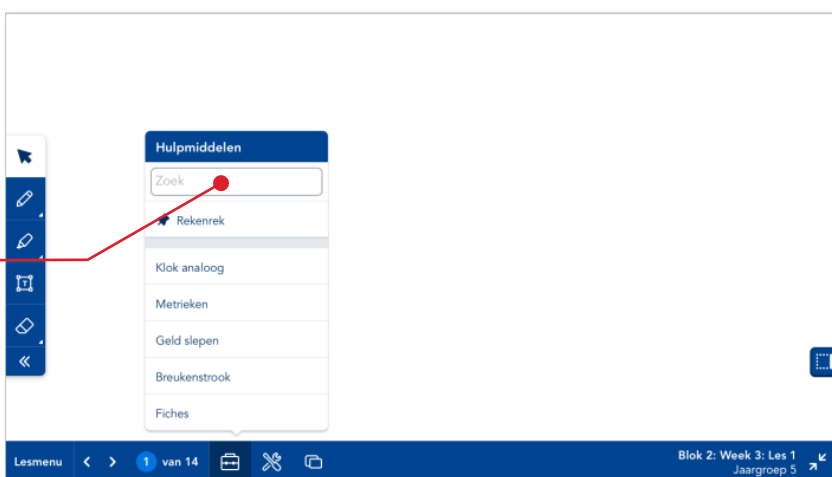 Hulpmiddelen
Zoek
Rekenrek
Klok analoog
Metrieken
Geld slepen
Breukenstrook
Fiches
T
Lesmenu 1 van 14 Blok 2: Week 3: Les 1
Jaargroep 5